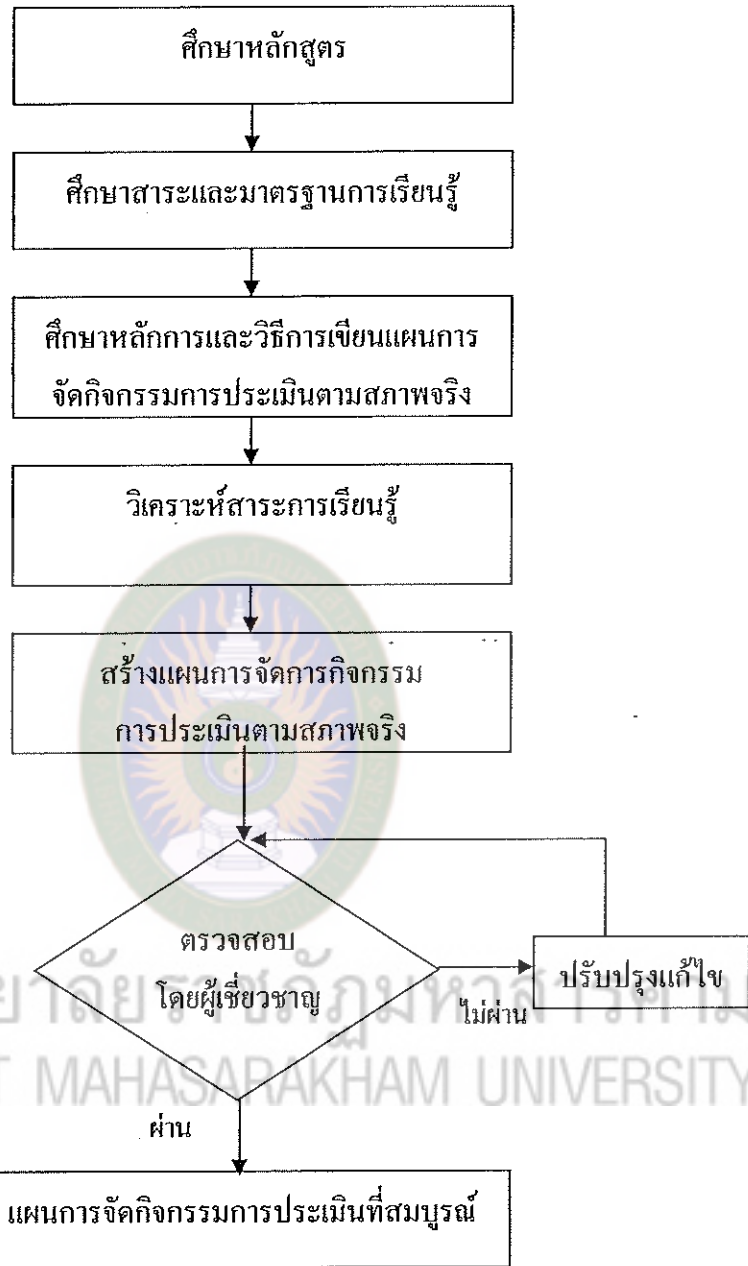 ศึกษาหลักสูตร
ศึกษาสาระและมาตรฐานการเรียนรู้
ศึกษาหลักการและวิธีการเขียนแผนการ
จัดกิจกรรมการประเมินตามสภาพจริง
วิเคราะห์สาระการเรียนรู้
สร้างแผนการจัดการกิจกรรม
การประเมินตามสภาพจริง
ตรวจสอบ
โดยผู้เชี่ยวชาญ
ปรับปรุงแก้ไข
ไม่ผ่าน
MAHASARAKHAM UNIVERSITY
ผ่าน
แผนการจัดกิจกรรมการประเมินที่สมบูรณ์